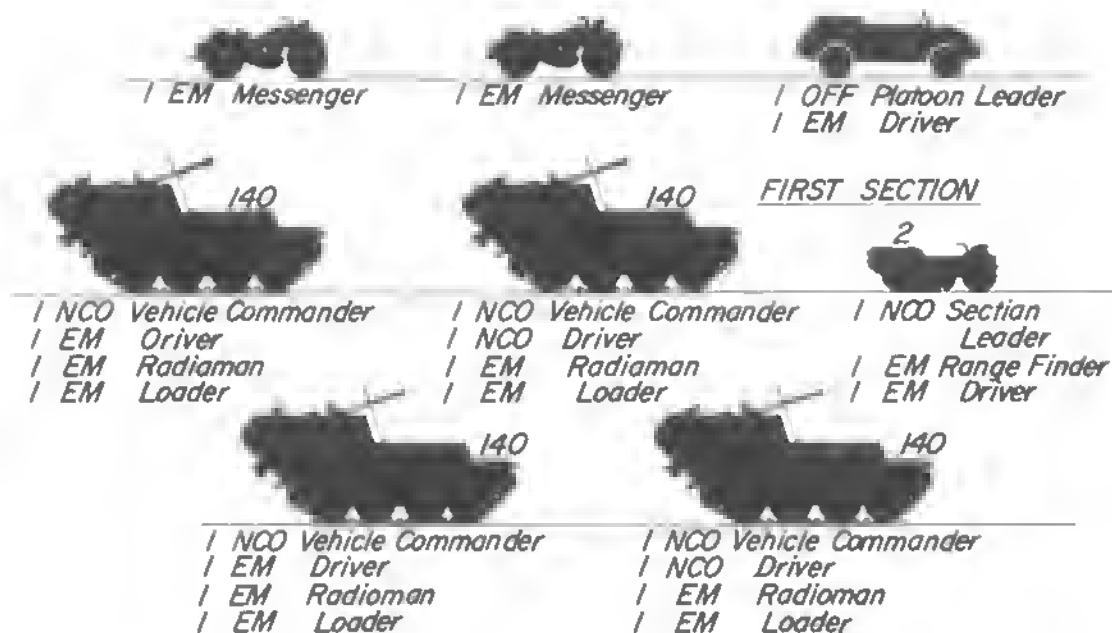 1 EM Messenger
1 EM Messenger
1 OFF Platoon Leader
1 EM Driver
140
140
FIRST SECTION
2
1 NCO Vehicle Commander
1 EM Oriver
1 EM Radiaman
1 EM Loader
1 NCO Vehicle Commander
1 NCO Driver
1 EM Radiaman
1 EM Loader
1 NCO Section
Leader
1 EM Range Finder
1 EM Driver
140
140
1 NCO Vehicle Commander
1 EM Driver
1 EM Radioman
1 EM Loader
1 NCO Vehicle Commander
1 NCO Driver
1 EM Radioman
1 EM Loader